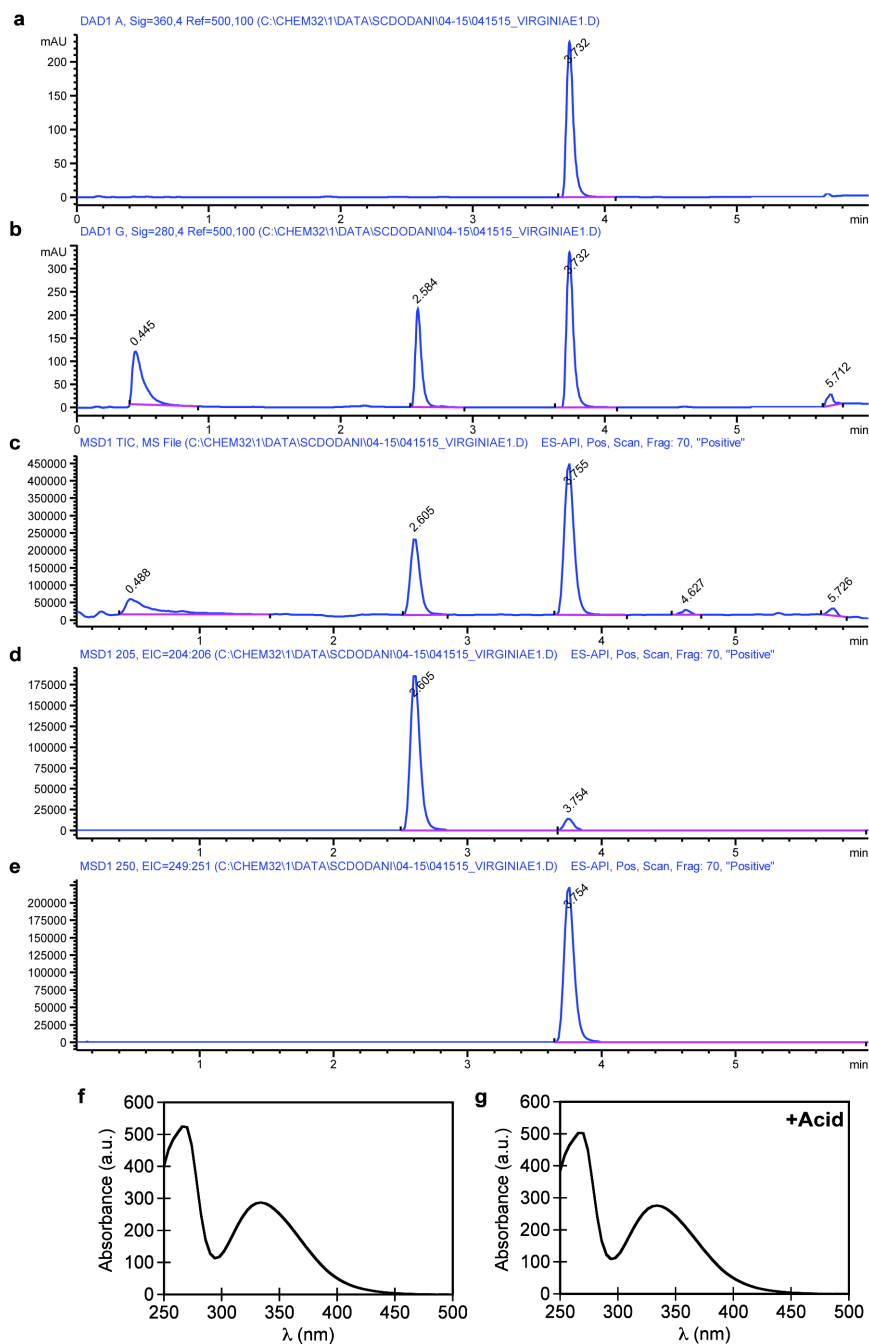 a
DAD1 A, Sig=360,4 Ref=500,100 (C:\CHEM32\1\DATA\SCDODANI\04-15\041515_VIRGINIAE1.D)
mAU
200
150
100
50
0
3.732
0 1 2 3 4 5 min
b
DAD1 G, Sig=280,4 Ref=500,100 (C:\CHEM32\1\DATA\SCDODANI\04-15\041515_VIRGINIAE1.D)
mAU
300
250
200
150
100
50
0
0.445
2.584
3.732
5.712
0 1 2 3 4 5 min
c
MSD1 TIC, MS File (C:\CHEM32\1\DATA\SCDODANI\04-15\041515_VIRGINIAE1.D) ES-API, Pos, Scan, Frag: 70, "Positive"
450000
400000
350000
300000
250000
200000
150000
100000
50000
0
0.488
2.605
3.755
4.627
5.726
1 2 3 4 5 min
d
MSD1 205, EIC=204:206 (C:\CHEM32\1\DATA\SCDODANI\04-15\041515_VIRGINIAE1.D) ES-API, Pos, Scan, Frag: 70, "Positive"
175000
150000
125000
100000
75000
50000
25000
0
2.605
3.754
1 2 3 4 5 min
e
MSD1 250, EIC=249:251 (C:\CHEM32\1\DATA\SCDODANI\04-15\041515_VIRGINIAE1.D) ES-API, Pos, Scan, Frag: 70, "Positive"
200000
175000
150000
125000
100000
75000
50000
25000
0
3.754
1 2 3 4 5 min
f
Absorbance (a.u.)
600
500
400
300
200
100
0
250 300 350 400 450 500
λ (nm)
g
+Acid
Absorbance (a.u.)
600
500
400
300
200
100
0
250 300 350 400 450 500
λ (nm)